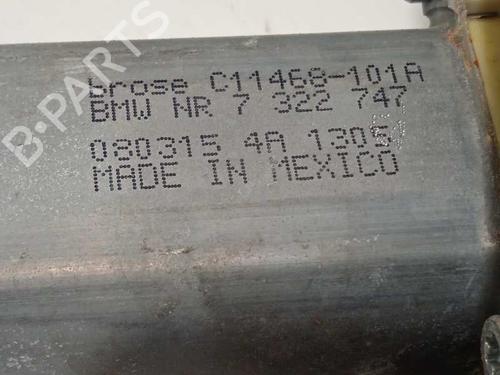 B-PARTS
brose C11468-101A
BMW NR 7 322 747
080315 4A 1305
MADE IN MEXICO